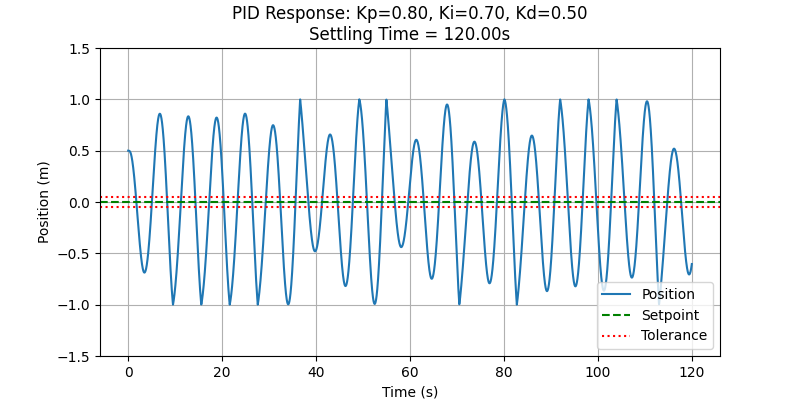 PID Response: Kp=0.80, Ki=0.70, Kd=0.50
Settling Time = 120.00s
1.5
1.0
0.5
0.0
−0.5
−1.0
−1.5
Position (m)
0
20
40
60
80
100
120
Time (s)
Position
Setpoint
Tolerance